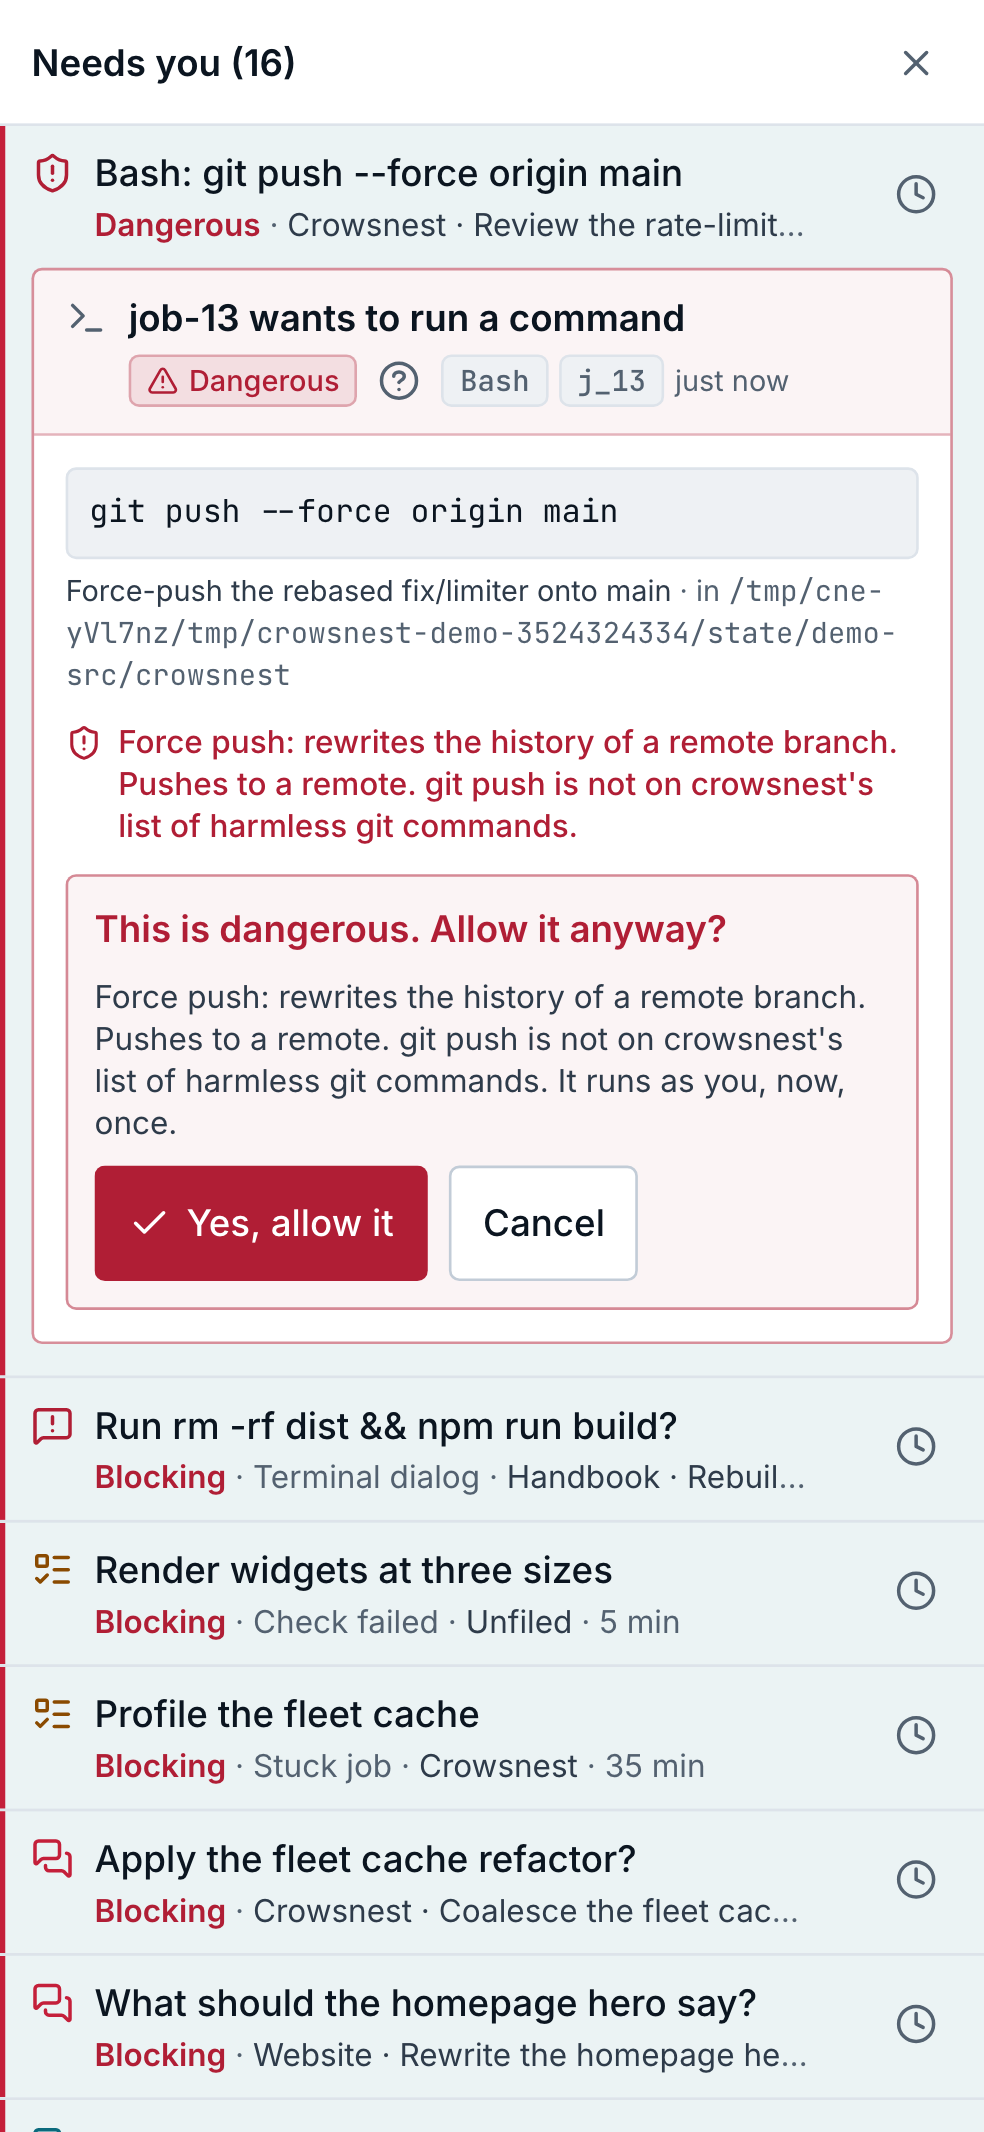 Needs you (16)
Bash: git push --force origin main
Dangerous · Crowsnest · Review the rate-limit...
job-13 wants to run a command
Dangerous Bash j_13 just now
git push --force origin main
Force-push the rebased fix/limiter onto main · in /tmp/cne-
yVl7nz/tmp/crowsnest-demo-3524324334/state/demo-
src/crowsnest
Force push: rewrites the history of a remote branch.
Pushes to a remote. git push is not on crowsnest's
list of harmless git commands.
This is dangerous. Allow it anyway?
Force push: rewrites the history of a remote branch.
Pushes to a remote. git push is not on crowsnest's
list of harmless git commands. It runs as you, now,
once.
Yes, allow it Cancel
Run rm -rf dist && npm run build?
Blocking · Terminal dialog · Handbook · Rebuil...
Render widgets at three sizes
Blocking · Check failed · Unfiled · 5 min
Profile the fleet cache
Blocking · Stuck job · Crowsnest · 35 min
Apply the fleet cache refactor?
Blocking · Crowsnest · Coalesce the fleet cac...
What should the homepage hero say?
Blocking · Website · Rewrite the homepage he...